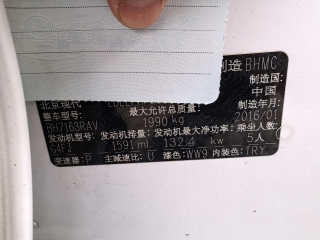 制造 BHMC
北京现代
制造国:
整车型号: 最大允许总质量: 中国
BH7163RAV 1990 kg 制造年月:
发动机型号: 发动机排量: 发动机最大净功率: 2016/01
G4FJ 1591 ml 132.4 kw 乘坐人数:
5人
变速器: P 主减速比: U 漆色: WW9 内装色: TRY